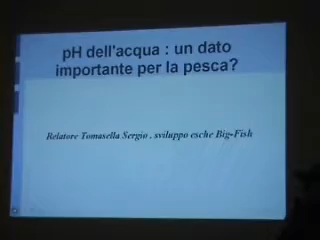 pH dell'acqua : un dato
importante per la pesca?
Relatore Tomasella Sergio , sviluppo esche Big-Fish